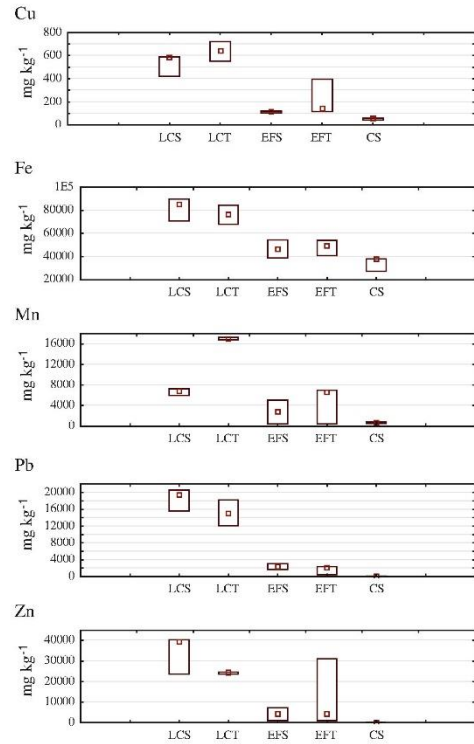 Cu
800
600
400
200
0
mg kg-1
LCS LCT EFS EFT CS
Fe
1E5
80000
60000
40000
20000
mg kg-1
LCS LCT EFS EFT CS
Mn
16000
12000
8000
4000
0
mg kg-1
LCS LCT EFS EFT CS
Pb
20000
16000
12000
8000
4000
0
mg kg-1
LCS LCT EFS EFT CS
Zn
40000
30000
20000
10000
0
mg kg-1
LCS LCT EFS EFT CS